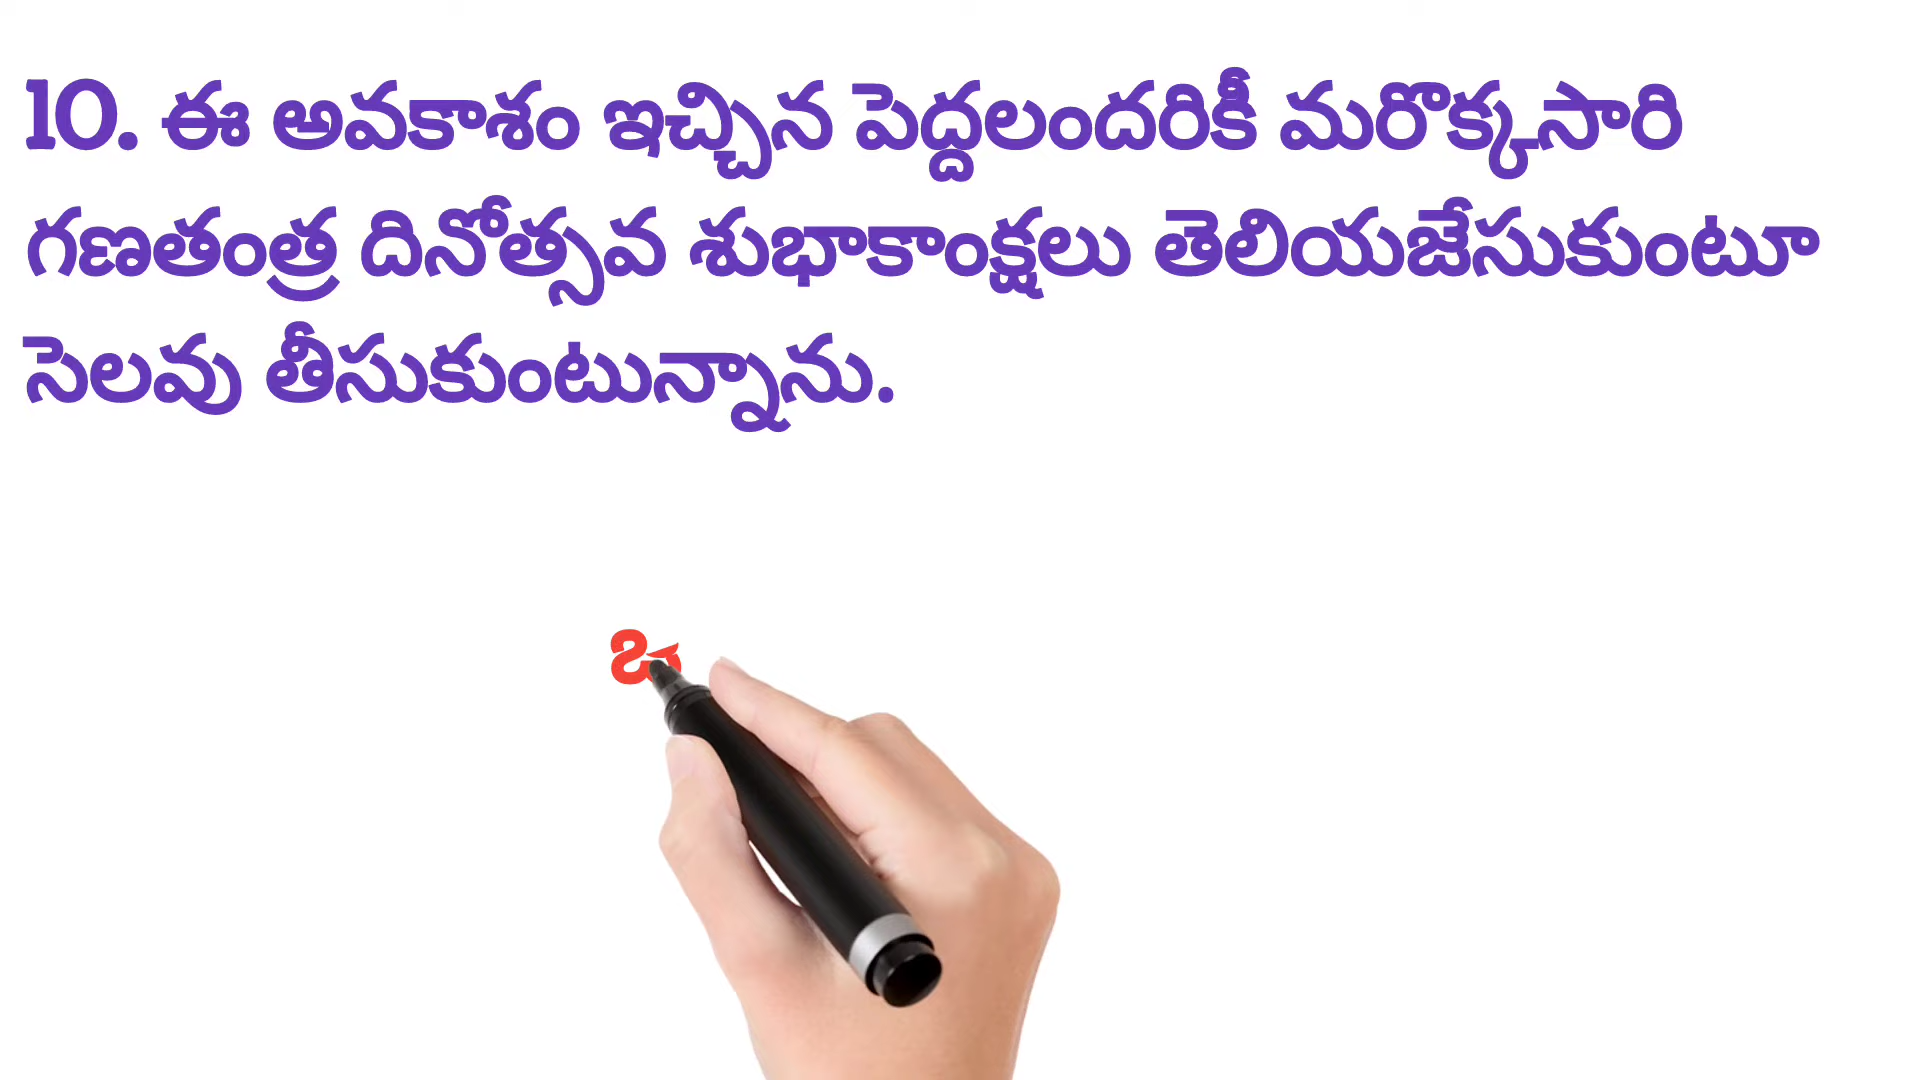 10. ఈ అవకాశం ఇచ్చిన పెద్దలందరికీ మరొక్కసారి
గణతంత్ర దినోత్సవ శుభాకాంక్షలు తెలియజేసుకుంటూ
సెలవు తీసుకుంటున్నాను.